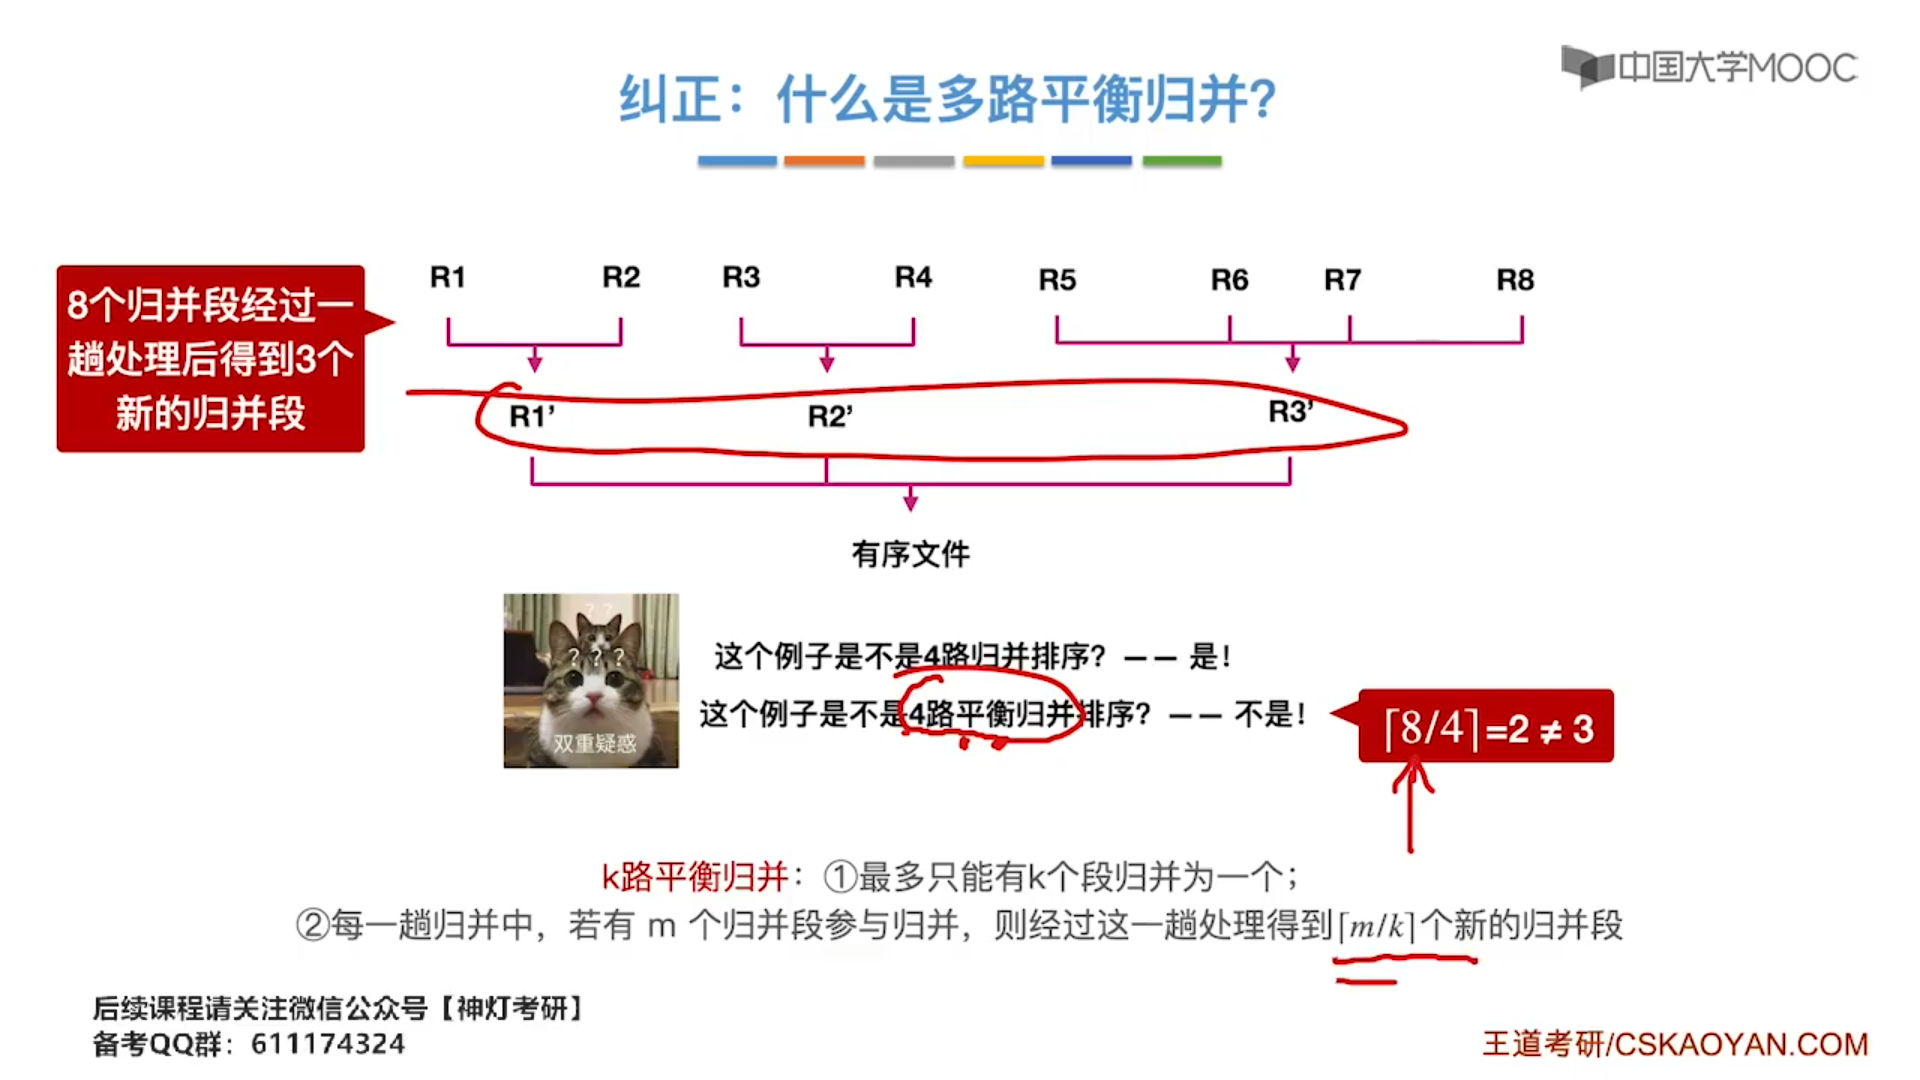 中国大学MOOC
纠正：什么是多路平衡归并？
8个归并段经过一
趟处理后得到3个
新的归并段
R1 R2 R3 R4 R5 R6 R7 R8
R1’ R2’ R3’
有序文件
? ?
? ? ?
双重疑惑
这个例子是不是4路归并排序？—— 是！
这个例子是不是4路平衡归并排序？—— 不是！
⌈8/4⌉=2 ≠ 3
k路平衡归并：①最多只能有k个段归并为一个；
②每一趟归并中，若有 m 个归并段参与归并，则经过这一趟处理得到⌈m/k⌉个新的归并段
后续课程请关注微信公众号【神灯考研】
备考QQ群：611174324
王道考研/CSKAOYAN.COM